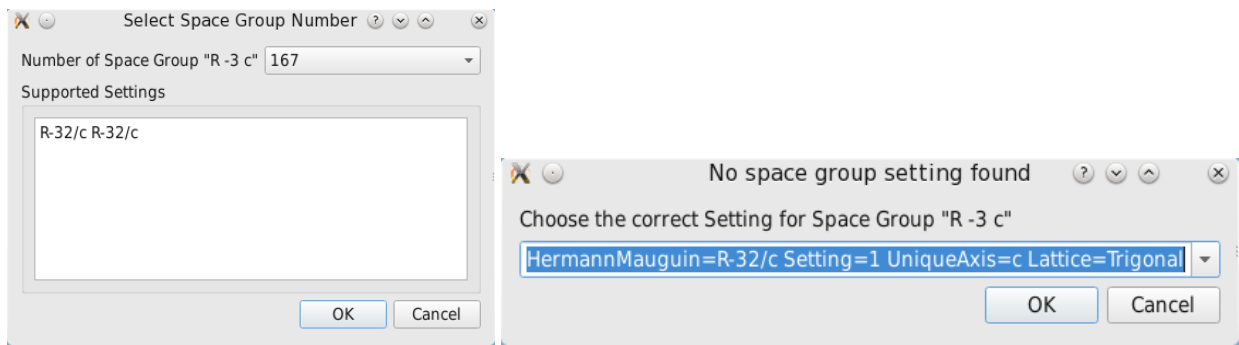 Select Space Group Number
Number of Space Group "R -3 c" 167
Supported Settings
R-32/c R-32/c
OK Cancel
No space group setting found
Choose the correct Setting for Space Group "R -3 c"
HermannMauguin=R-32/c Setting=1 UniqueAxis=c Lattice=Trigonal
OK Cancel